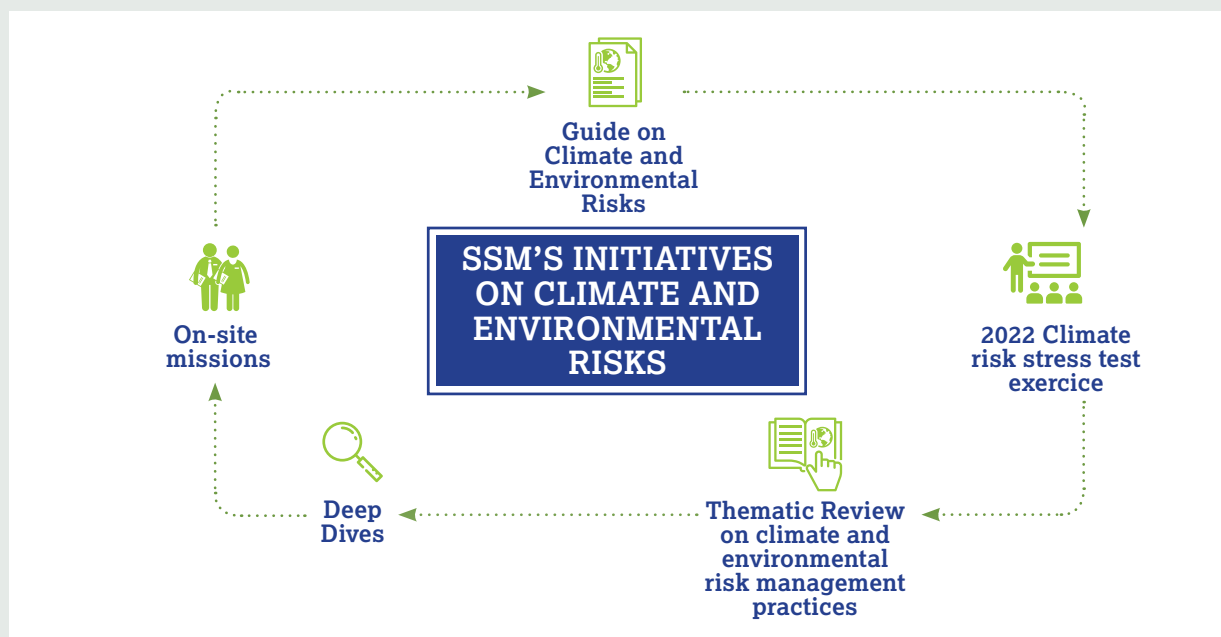 Guide on
Climate and
Environmental
Risks
SSM'S INITIATIVES
ON CLIMATE AND
ENVIRONMENTAL
RISKS
On-site
missions
2022 Climate
risk stress test
exercice
Deep
Dives
Thematic Review
on climate and
environmental
risk management
practices